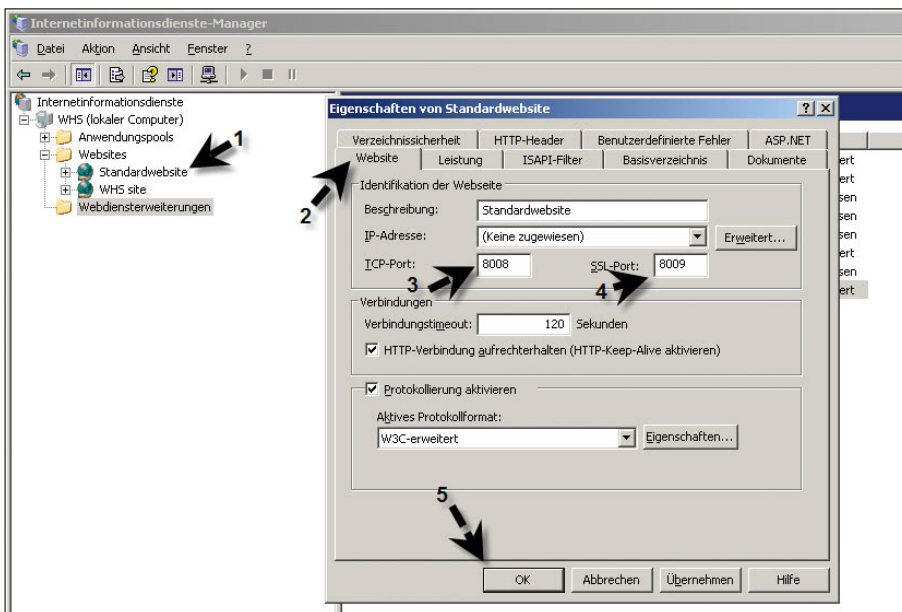 Internetinformationsdienste-Manager
Datei Aktion Ansicht Fenster ?
Internetinformationsdienste
WHS (lokaler Computer)
Anwendungspools
Websites
Standardwebsite
WHS site
Webdiensterweiterungen
1
2
Eigenschaften von Standardwebsite
Verzeichnissicherheit HTTP-Header Benutzerdefinierte Fehler ASP.NET
Website Leistung ISAPI-Filter Basisverzeichnis Dokumente
Identifikation der Webseite
Beschreibung: Standardwebsite
IP-Adresse: (Keine zugewiesen) Erweitert...
TCP-Port: 8008 SSL-Port: 8009
3 4
Verbindungen
Verbindungstimeout: 120 Sekunden
HTTP-Verbindung aufrechterhalten (HTTP-Keep-Alive aktivieren)
Protokollierung aktivieren
Aktives Protokollformat:
W3C-erweitert Eigenschaften...
5
OK Abbrechen Übernehmen Hilfe
ert
ert
sen
sen
sen
ert
sen
ert